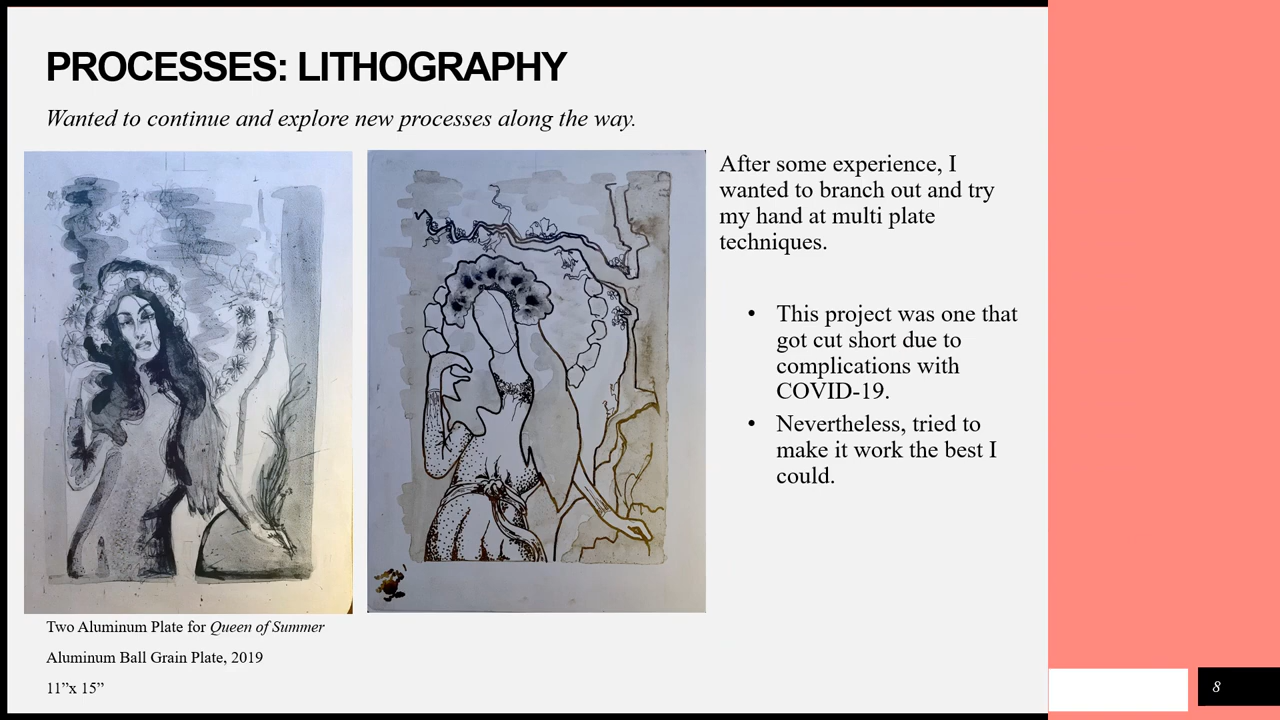 PROCESSES: LITHOGRAPHY
Wanted to continue and explore new processes along the way.
After some experience, I
wanted to branch out and try
my hand at multi plate
techniques.
• This project was one that
got cut short due to
complications with
COVID-19.
• Nevertheless, tried to
make it work the best I
could.
Two Aluminum Plate for Queen of Summer
Aluminum Ball Grain Plate, 2019
11”x 15”
8